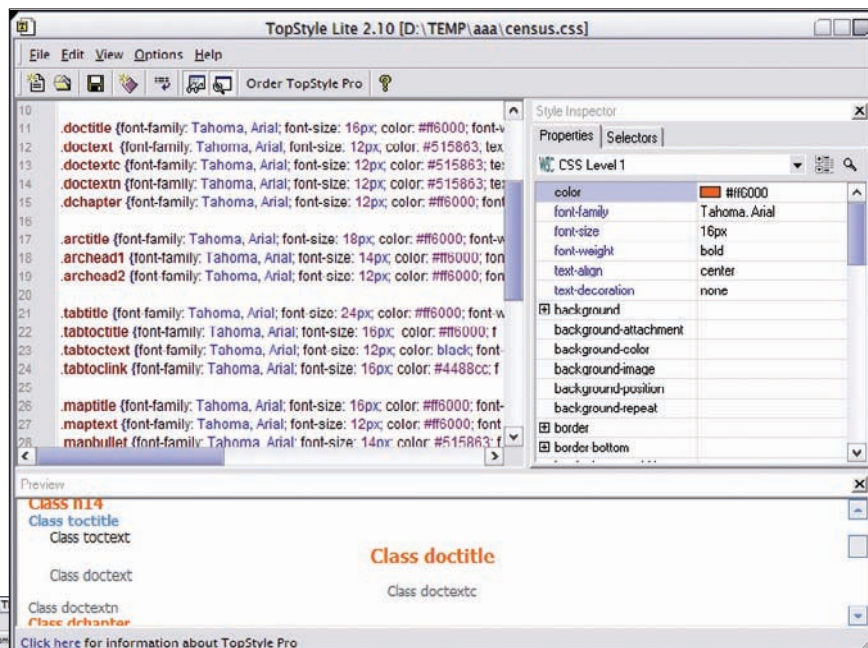 TopStyle Lite 2.10 [D:\TEMP\aaa\census.css]
File Edit View Options Help
Order TopStyle Pro
10
11 .doctitle {font-family: Tahoma, Arial; font-size: 16px; color: #ff6000; font-w
12 .doctext {font-family: Tahoma, Arial; font-size: 12px; color: #515863; tex
13 .doctextc {font-family: Tahoma, Arial; font-size: 12px; color: #515863; te
14 .doctextn {font-family: Tahoma, Arial; font-size: 12px; color: #515863; te
15 .dchapter {font-family: Tahoma, Arial; font-size: 12px; color: #ff6000; font
16
17 .arctitle {font-family: Tahoma, Arial; font-size: 18px; color: #ff6000; font-w
18 .archead1 {font-family: Tahoma, Arial; font-size: 14px; color: #ff6000; fon
19 .archead2 {font-family: Tahoma, Arial; font-size: 12px; color: #ff6000; fon
20
21 .tabtitle {font-family: Tahoma, Arial; font-size: 24px; color: #ff6000; font-w
22 .tabtoctitle {font-family: Tahoma, Arial; font-size: 16px; color: #ff6000; f
23 .tabtoctext {font-family: Tahoma, Arial; font-size: 12px; color: black; font-
24 .tabtoclink {font-family: Tahoma, Arial; font-size: 16px; color: #4488cc; f
25
26 .maptitle {font-family: Tahoma, Arial; font-size: 16px; color: #ff6000; font-
27 .maptext {font-family: Tahoma, Arial; font-size: 12px; color: #ff6000; font
28 .mapbullet {font-family: Tahoma, Arial; font-size: 14px; color: #515863; f
Style Inspector
Properties Selectors
W3C CSS Level 1
color #ff6000
font-family Tahoma, Arial
font-size 16px
font-weight bold
text-align center
text-decoration none
background
background-attachment
background-color
background-image
background-position
background-repeat
border
border-bottom
Preview
Class h14
Class toctitle
Class toctext
Class doctitle
Class doctext
Class doctextc
Class doctextn
Class dchapter
Click here for information about TopStyle Pro